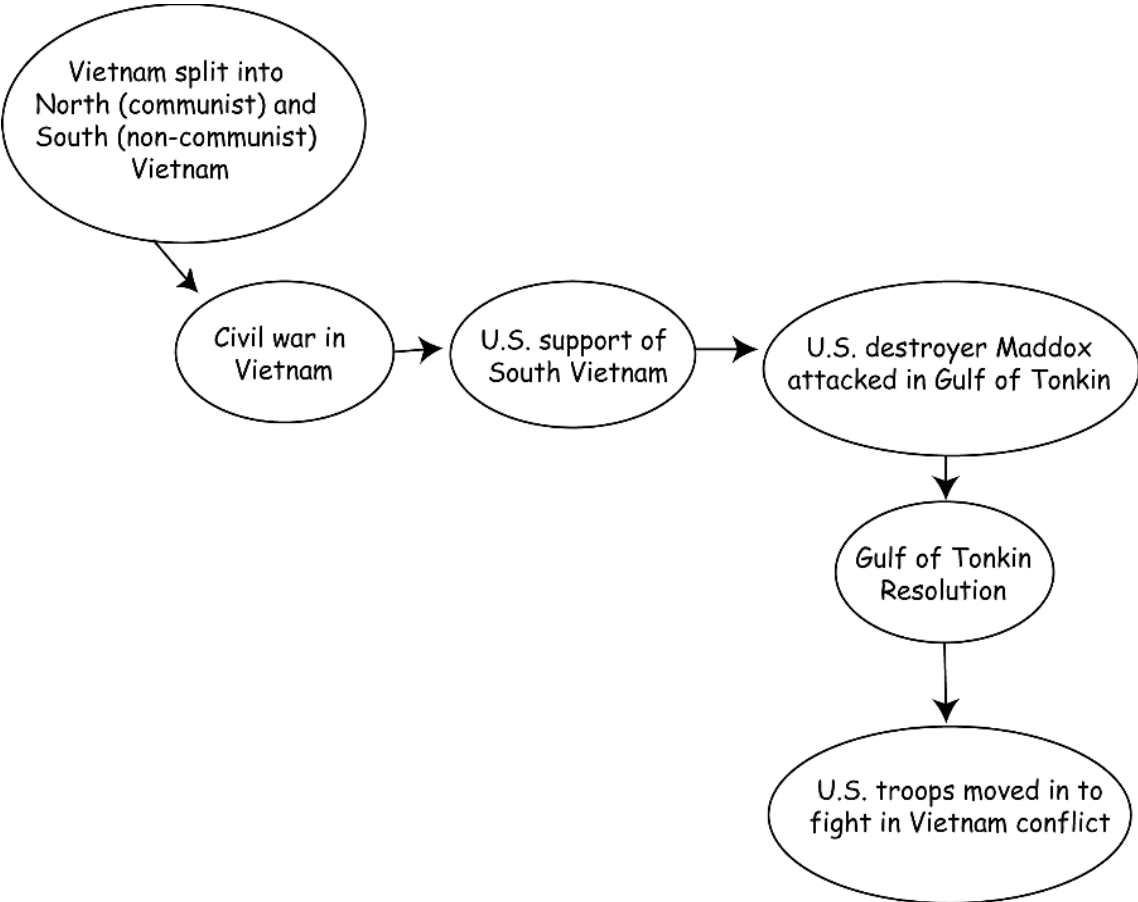 Vietnam split into
North (communist) and
South (non-communist)
Vietnam
Civil war in
Vietnam
U.S. support of
South Vietnam
U.S. destroyer Maddox
attacked in Gulf of Tonkin
Gulf of Tonkin
Resolution
U.S. troops moved in to
fight in Vietnam conflict